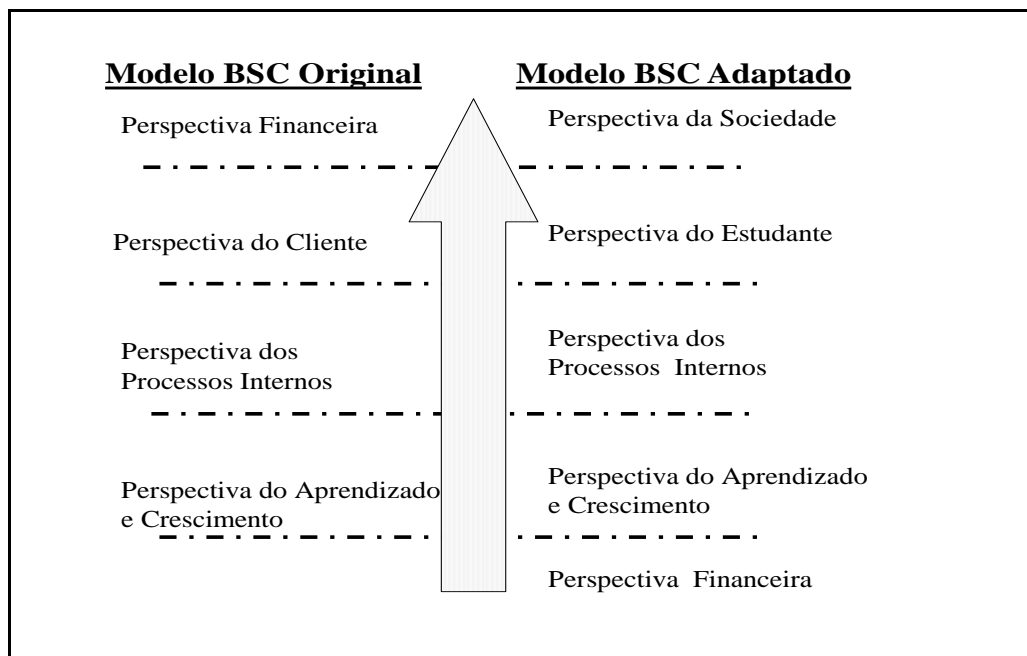 Modelo BSC Original
Perspectiva Financeira
Perspectiva do Cliente
Perspectiva dos
Processos Internos
Perspectiva do Aprendizado
e Crescimento
Modelo BSC Adaptado
Perspectiva da Sociedade
Perspectiva do Estudante
Perspectiva dos
Processos Internos
Perspectiva do Aprendizado
e Crescimento
Perspectiva Financeira